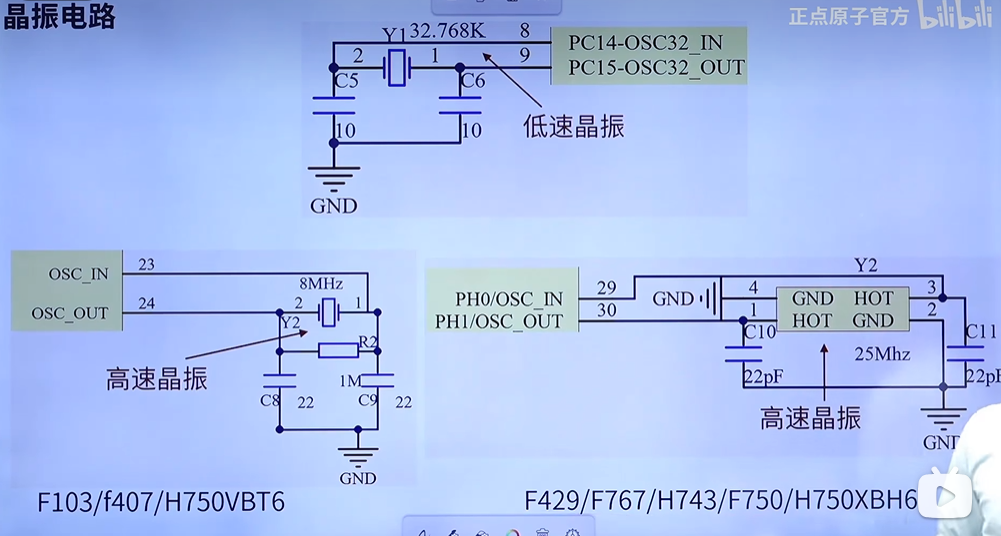 晶振电路
正点原子官方 bilibili
Y1 32.768K
8
PC14-OSC32_IN
2
1
9
PC15-OSC32_OUT
C5
C6
10
10
低速晶振
GND
OSC_IN
23
8MHz
OSC_OUT
24
2
1
Y2
R2
高速晶振
1M
C8
22
C9
22
GND
F103/f407/H750VBT6
Y2
PH0/OSC_IN
29
GND
4
GND
HOT
3
PH1/OSC_OUT
30
1
HOT
GND
2
C10
25Mhz
C11
22pF
22pF
高速晶振
GND
F429/F767/H743/F750/H750XBH6